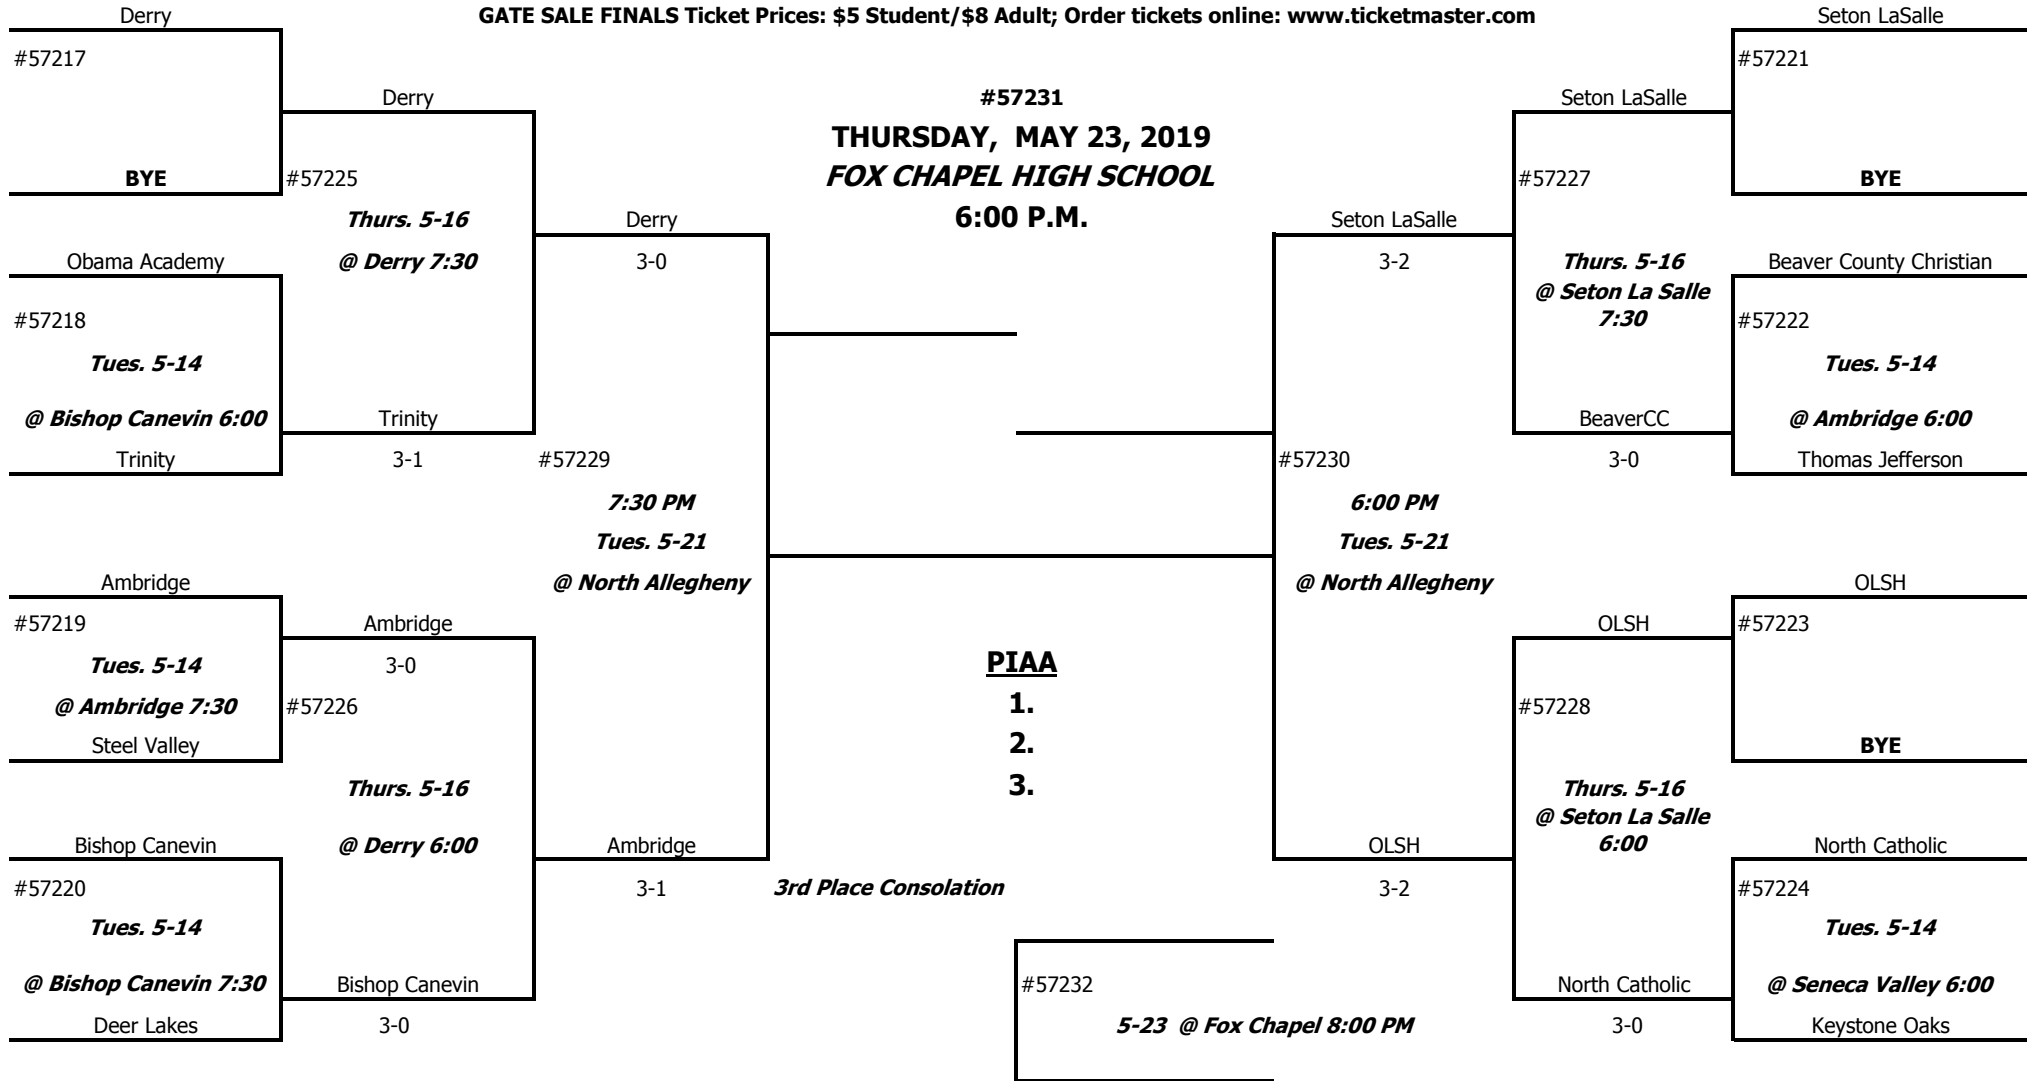 GATE SALE FINALS Ticket Prices: $5 Student/$8 Adult; Order tickets online: www.ticketmaster.com
Derry
#57217
BYE
Obama Academy
#57218
Tues. 5-14
@ Bishop Canevin 6:00
Trinity
Ambridge
#57219
Tues. 5-14
@ Ambridge 7:30
Steel Valley
Bishop Canevin
#57220
Tues. 5-14
@ Bishop Canevin 7:30
Deer Lakes
Derry
#57225
Thurs. 5-16
@ Derry 7:30
Trinity
3-1
Ambridge
3-0
#57226
Thurs. 5-16
@ Derry 6:00
Bishop Canevin
3-0
Derry
3-0
#57229
7:30 PM
Tues. 5-21
@ North Allegheny
Ambridge
3-1
#57231
THURSDAY, MAY 23, 2019
FOX CHAPEL HIGH SCHOOL
6:00 P.M.
PIAA
1.
2.
3.
3rd Place Consolation
#57232
5-23 @ Fox Chapel 8:00 PM
Seton LaSalle
3-2
#57230
6:00 PM
Tues. 5-21
@ North Allegheny
OLSH
3-2
Seton LaSalle
#57227
Thurs. 5-16
@ Seton La Salle
7:30
BeaverCC
3-0
OLSH
#57228
Thurs. 5-16
@ Seton La Salle
6:00
North Catholic
3-0
Seton LaSalle
#57221
BYE
Beaver County Christian
#57222
Tues. 5-14
@ Ambridge 6:00
Thomas Jefferson
OLSH
#57223
BYE
North Catholic
#57224
Tues. 5-14
@ Seneca Valley 6:00
Keystone Oaks